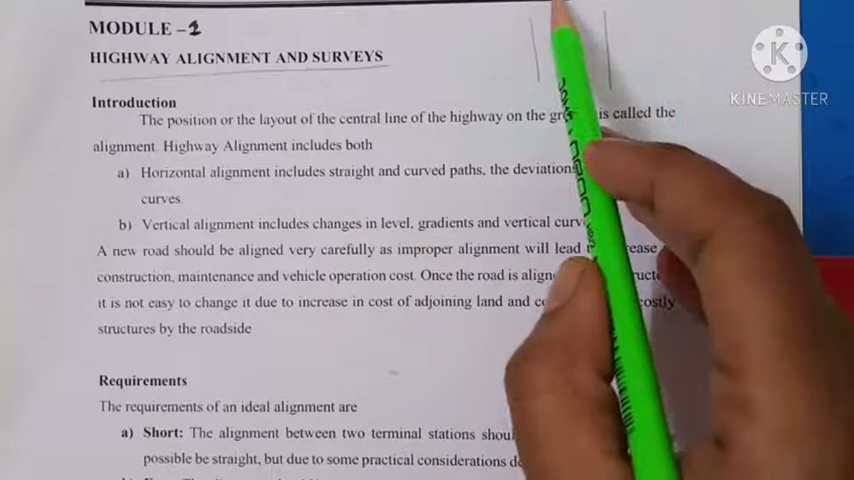 MODULE –1
HIGHWAY ALIGNMENT AND SURVEYS
K
KINEMASTER
Introduction
The position or the layout of the central line of the highway on the is called the
alignment. Highway Alignment includes both
a) Horizontal alignment includes straight and curved paths, the deviations
curves.
b) Vertical alignment includes changes in level, gradients and vertical
A new road should be aligned very carefully as improper alignment will lead
construction, maintenance and vehicle operation cost. Once the road is
it is not easy to change it due to increase in cost of adjoining land and costly
structures by the roadside
Requirements
The requirements of an ideal alignment are
a) Short: The alignment between two terminal stations
possible be straight, but due to some practical considerations